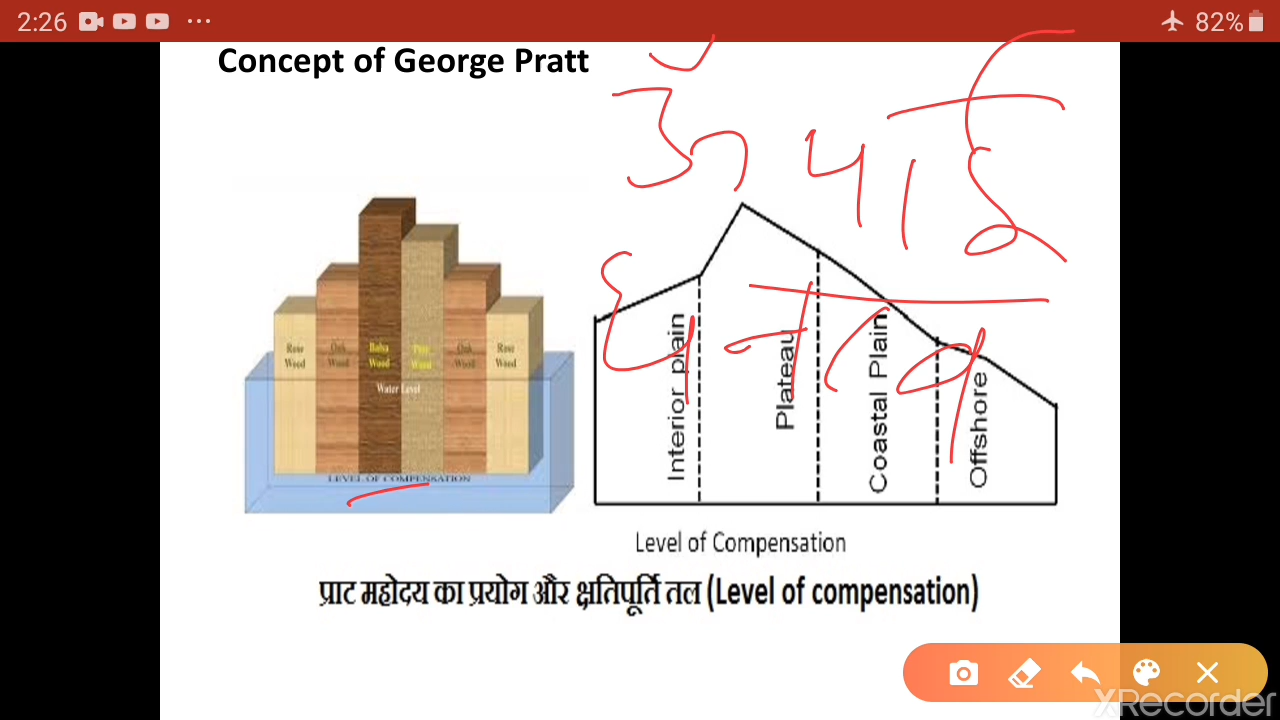 2:26
82%
Concept of George Pratt
ऊँचाई
घनत्व
Rose Wood
Oak Wood
Balsa Wood
Pine Wood
Oak Wood
Rose Wood
Water Level
LEVEL OF COMPENSATION
Interior plain
Plateau
Coastal Plain
Offshore
Level of Compensation
प्राट महोदय का प्रयोग और क्षतिपूर्ति तल (Level of compensation)
XRecorder